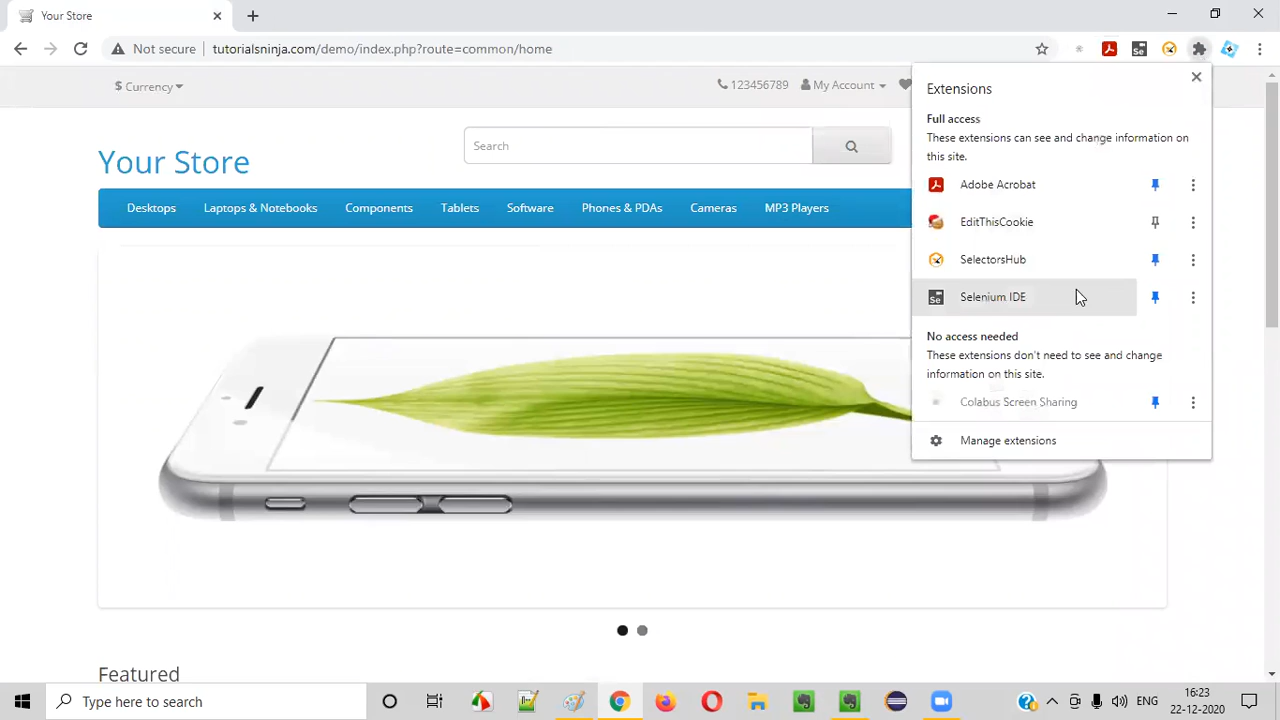 Your Store
Not secure
tutorialsninja.com/demo/index.php?route=common/home
Se
$ Currency
123456789
My Account
Your Store
Search
Desktops
Laptops & Notebooks
Components
Tablets
Software
Phones & PDAs
Cameras
MP3 Players
Extensions
Full access
These extensions can see and change information on
this site.
Adobe Acrobat
EditThisCookie
SelectorsHub
Se
Selenium IDE
No access needed
These extensions don't need to see and change
information on this site.
Colabus Screen Sharing
Manage extensions
Featured
Type here to search
ENG
16:23
22-12-2020